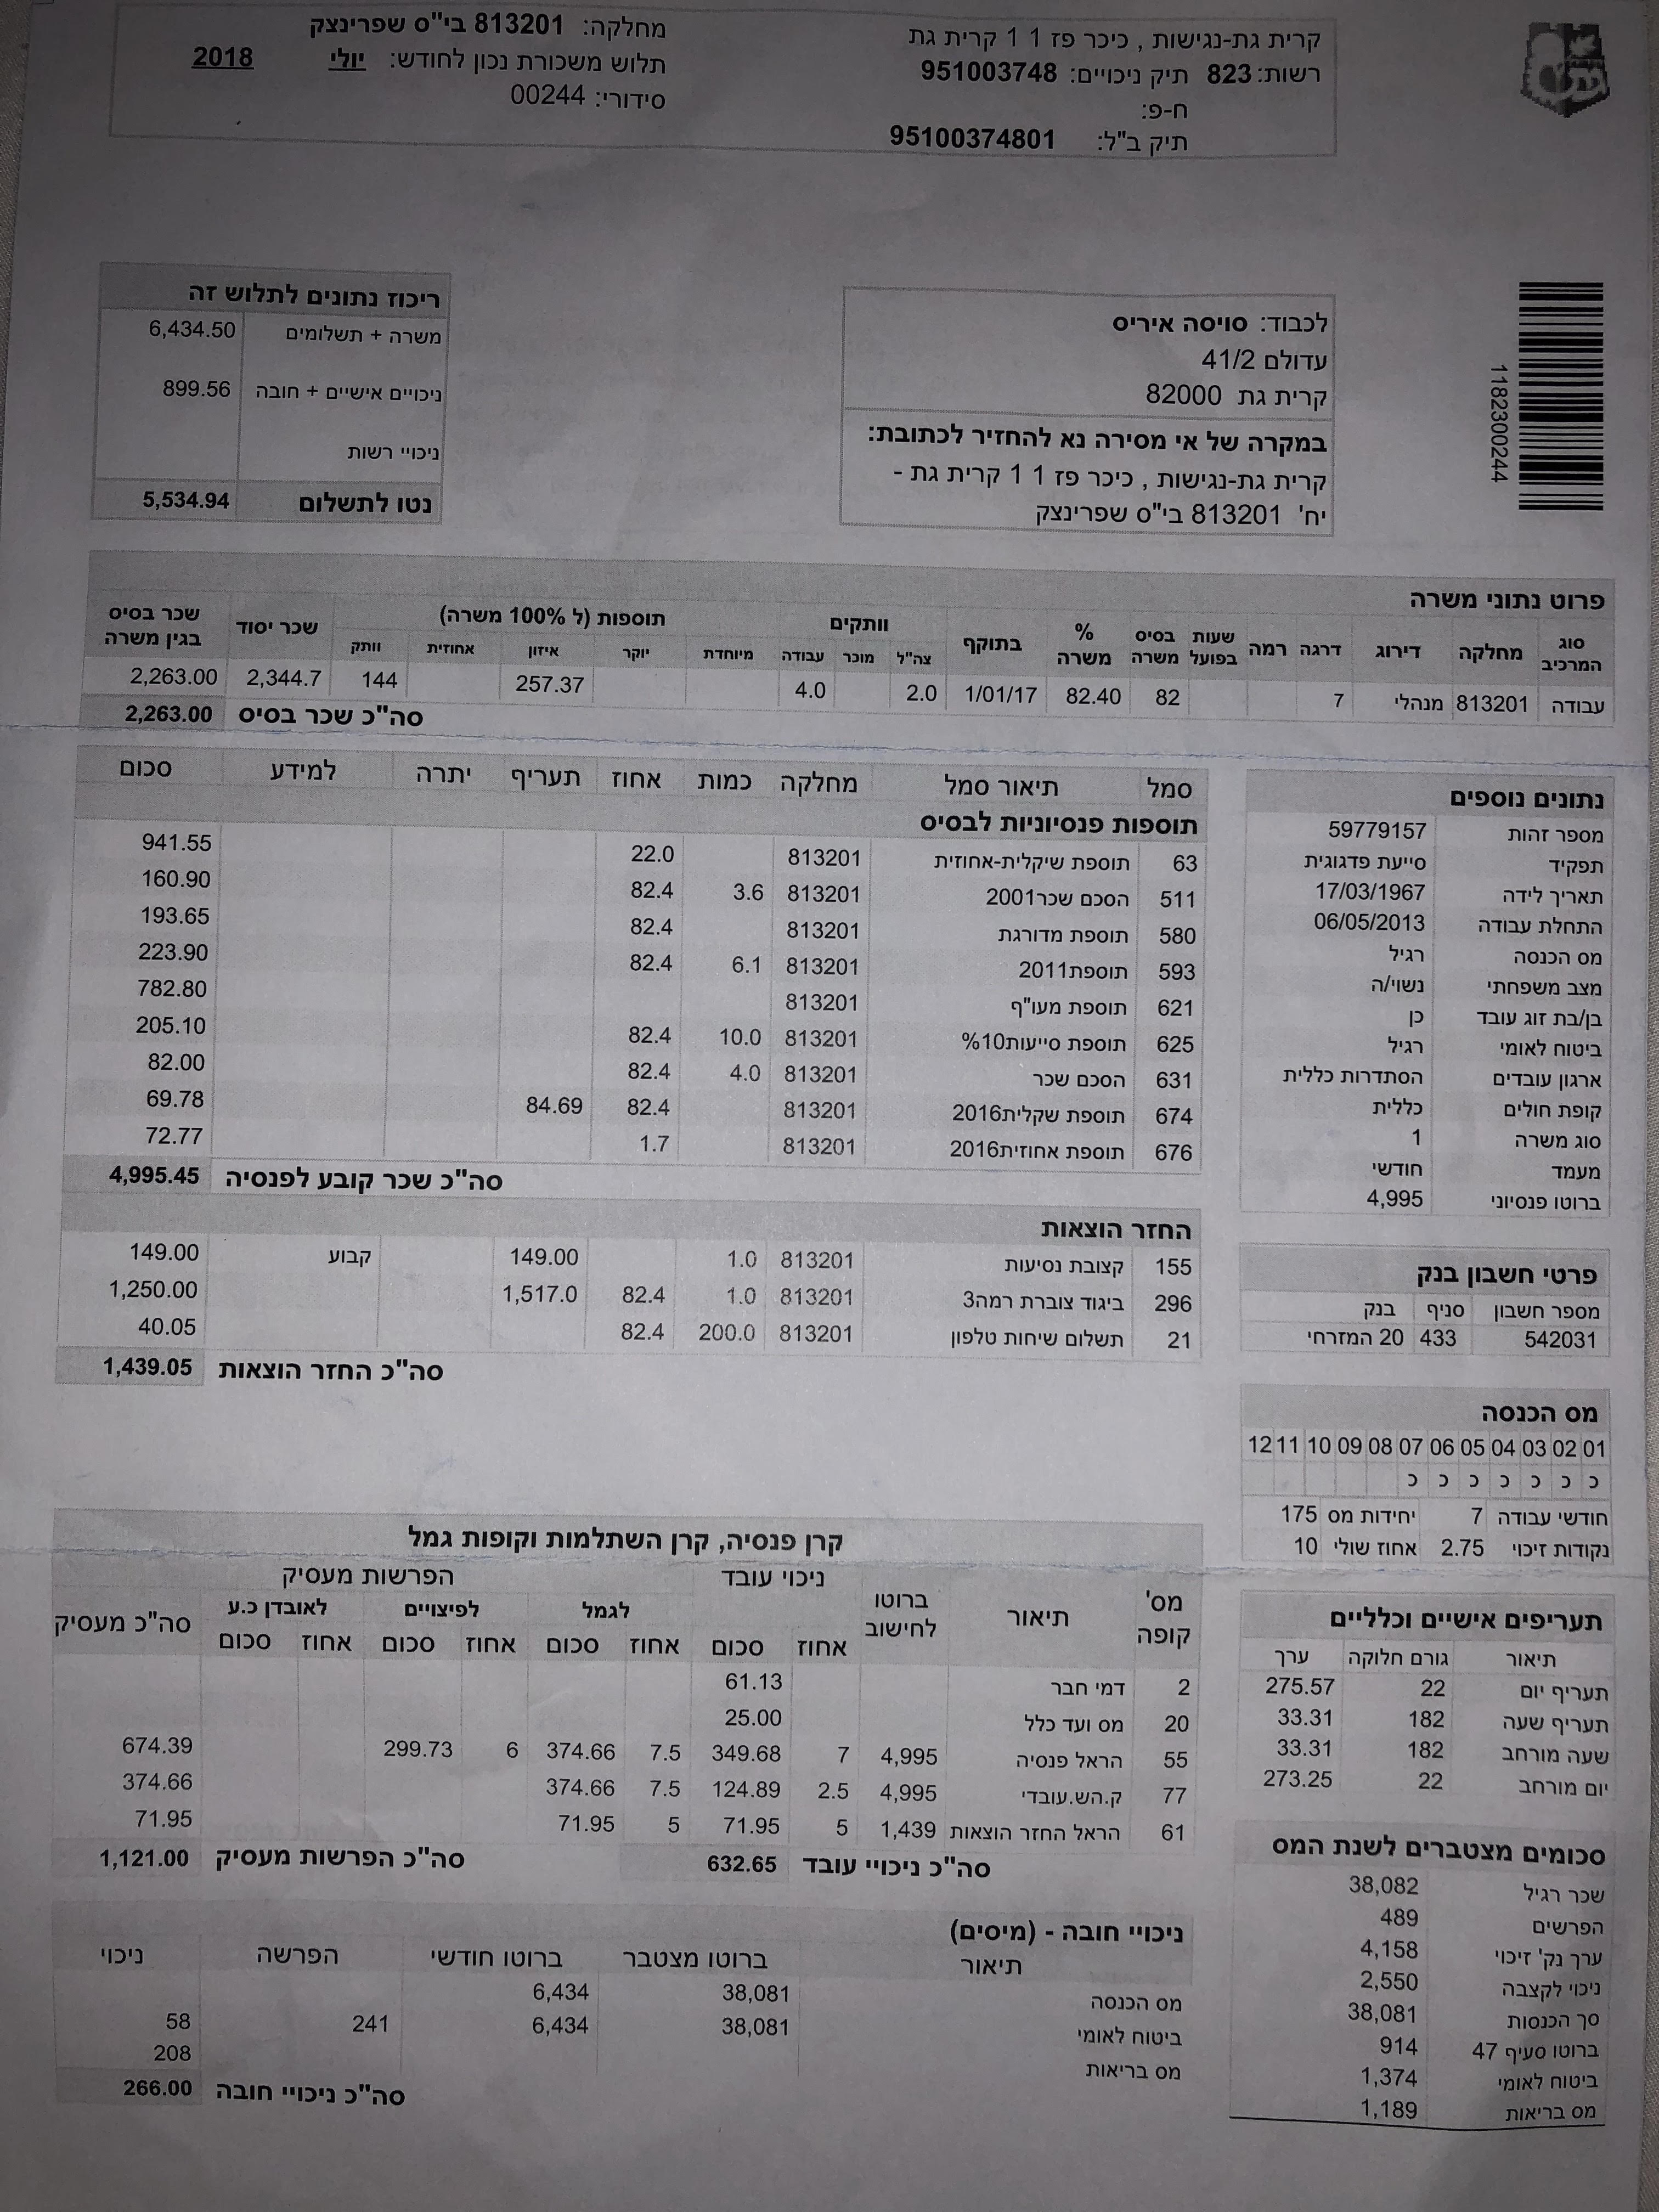 קרית גת-נגישות , כיכר פז 1 1 קרית גת
רשות: 823 תיק ניכויים: 951003748
ח-פ:
תיק ב"ל: 95100374801
מחלקה: 813201 בי"ס שפרינצק
תלוש משכורת נכון לחודש: יולי 2018
סידורי: 00244
לכבוד: סויסה איריס
עדולם 41/2
קרית גת 82000
במקרה של אי מסירה נא להחזיר לכתובת:
קרית גת-נגישות , כיכר פז 1 1 קרית גת -
יח' 813201 בי"ס שפרינצק
1182300244
ריכוז נתונים לתלוש זה
משרה + תשלומים 6,434.50
ניכויים אישיים + חובה 899.56
ניכויי רשות
נטו לתשלום 5,534.94
פרוט נתוני משרה
סוג המרכיב מחלקה דירוג דרגה רמה שעות בפועל בסיס משרה % משרה בתוקף וותקים צה"ל מוכר עבודה תוספות (ל 100% משרה) מיוחדת יוקר איזון אחוזית וותק שכר יסוד שכר בסיס בגין משרה
עבודה 813201 מנהלי 7 82 82.40 1/01/17 2.0 4.0 257.37 144 2,344.7 2,263.00
סה"כ שכר בסיס 2,263.00
סמל תיאור סמל מחלקה כמות אחוז תעריף יתרה למידע סכום
תוספות פנסיוניות לבסיס
63 תוספת שיקלית-אחוזית 813201 22.0 941.55
511 הסכם שכר2001 813201 3.6 82.4 160.90
580 תוספת מדורגת 813201 82.4 193.65
593 תוספת2011 813201 6.1 82.4 223.90
621 תוספת מעו"ף 813201 782.80
625 תוספת סייעות10% 813201 10.0 82.4 205.10
631 הסכם שכר 813201 4.0 82.4 82.00
674 תוספת שקלית2016 813201 82.4 84.69 69.78
676 תוספת אחוזית2016 813201 1.7 72.77
סה"כ שכר קובע לפנסיה 4,995.45
החזר הוצאות
155 קצובת נסיעות 813201 1.0 149.00 קבוע 149.00
296 ביגוד צוברת רמה3 813201 1.0 82.4 1,517.0 1,250.00
21 תשלום שיחות טלפון 813201 200.0 82.4 40.05
סה"כ החזר הוצאות 1,439.05
נתונים נוספים
מספר זהות 59779157
תפקיד סייעת פדגוגית
תאריך לידה 17/03/1967
התחלת עבודה 06/05/2013
מס הכנסה רגיל
מצב משפחתי נשוי/ה
בן/בת זוג עובד כן
ביטוח לאומי רגיל
ארגון עובדים הסתדרות כללית
קופת חולים כללית
סוג משרה 1
מעמד חודשי
ברוטו פנסיוני 4,995
פרטי חשבון בנק
מספר חשבון סניף בנק
542031 433 20 המזרחי
מס הכנסה
01 02 03 04 05 06 07 08 09 10 11 12
כ כ כ כ כ כ כ
חודשי עבודה 7 יחידות מס 175
נקודות זיכוי 2.75 אחוז שולי 10
קרן פנסיה, קרן השתלמות וקופות גמל
מס' קופה תיאור ברוטו לחישוב ניכוי עובד אחוז סכום הפרשות מעסיק לגמל אחוז סכום לפיצויים אחוז סכום לאובדן כ.ע אחוז סכום סה"כ מעסיק
2 דמי חבר 61.13
20 מס ועד כלל 25.00
55 הראל פנסיה 4,995 7 349.68 7.5 374.66 6 299.73 674.39
77 ק.הש.עובדי 4,995 2.5 124.89 7.5 374.66 374.66
61 הראל החזר הוצאות 1,439 5 71.95 5 71.95 71.95
סה"כ ניכויי עובד 632.65 סה"כ הפרשות מעסיק 1,121.00
תעריפים אישיים וכלליים
תיאור גורם חלוקה ערך
תעריף יום 22 275.57
תעריף שעה 182 33.31
שעה מורחב 182 33.31
יום מורחב 22 273.25
סכומים מצטברים לשנת המס
שכר רגיל 38,082
הפרשים 489
ערך נק' זיכוי 4,158
ניכוי לקצבה 2,550
סך הכנסות 38,081
ברוטו סעיף 47 914
ביטוח לאומי 1,374
מס בריאות 1,189
ניכויי חובה - (מיסים)
תיאור ברוטו מצטבר ברוטו חודשי הפרשה ניכוי
מס הכנסה 38,081 6,434
ביטוח לאומי 38,081 6,434 241 58
מס בריאות 208
סה"כ ניכויי חובה 266.00